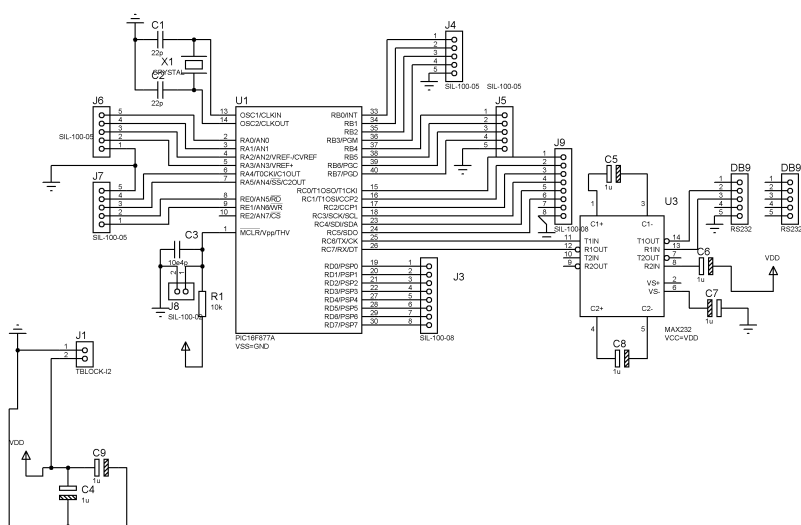 C1
22p
X1
CRYSTAL
C2
22p
J4
1
2
3
4
5
SIL-100-05
SIL-100-05
J6
5
4
3
2
1
SIL-100-05
J7
5
4
3
2
1
SIL-100-05
U1
13 OSC1/CLKIN
14 OSC2/CLKOUT
2 RA0/AN0
3 RA1/AN1
4 RA2/AN2/VREF-/CVREF
5 RA3/AN3/VREF+
6 RA4/T0CKI/C1OUT
7 RA5/AN4/SS/C2OUT
8 RE0/AN5/RD
9 RE1/AN6/WR
10 RE2/AN7/CS
1 MCLR/Vpp/THV
RB0/INT 33
RB1 34
RB2 35
RB3/PGM 36
RB4 37
RB5 38
RB6/PGC 39
RB7/PGD 40
RC0/T1OSO/T1CKI 15
RC1/T1OSI/CCP2 16
RC2/CCP1 17
RC3/SCK/SCL 18
RC4/SDI/SDA 23
RC5/SDO 24
RC6/TX/CK 25
RC7/RX/DT 26
RD0/PSP0 19
RD1/PSP1 20
RD2/PSP2 21
RD3/PSP3 22
RD4/PSP4 27
RD5/PSP5 28
RD6/PSP6 29
RD7/PSP7 30
PIC16F877A
VSS=GND
J5
1
2
3
4
5
J9
1
2
3
4
5
6
7
8
SIL-100-08
J3
1
2
3
4
5
6
7
8
SIL-100-08
C3
10e4p
2
1
J8
SIL-100-02
R1
10k
C5
1u
U3
1
3
C1+
C1-
11 T1IN
12 R1OUT
10 T2IN
9 R2OUT
T1OUT 14
R1IN 13
T2OUT 7
R2IN 8
VS+ 2
VS- 6
C2+
C2-
4
5
MAX232
VCC=VDD
C8
1u
C6
1u
C7
1u
VDD
DB9
1
2
3
4
5
RS232
DB9
1
2
3
4
5
RS232
J1
1
2
TBLOCK-I2
VDD
C9
1u
C4
1u